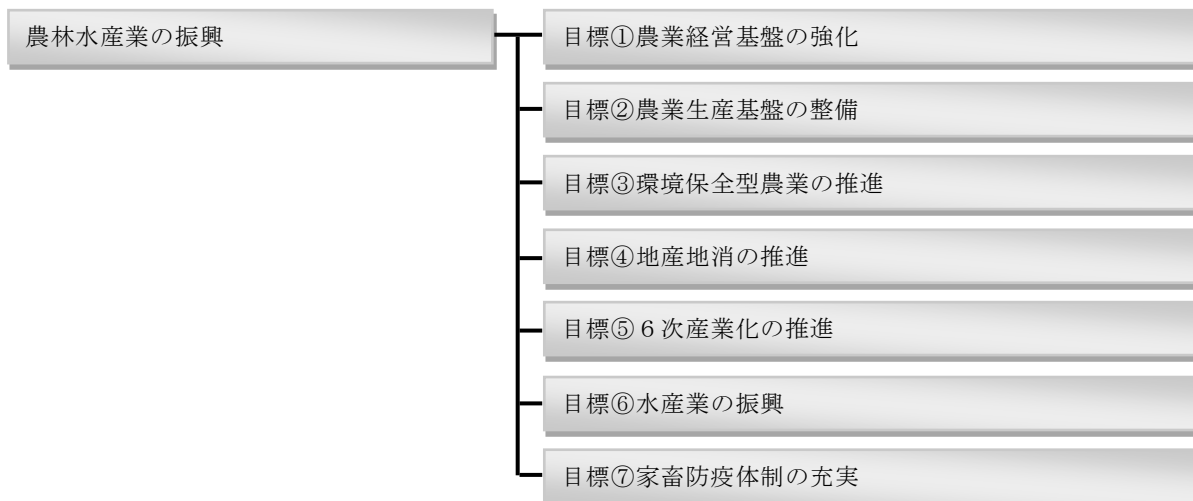 農林水産業の振興
目標①農業経営基盤の強化
目標②農業生産基盤の整備
目標③環境保全型農業の推進
目標④地産地消の推進
目標⑤６次産業化の推進
目標⑥水産業の振興
目標⑦家畜防疫体制の充実